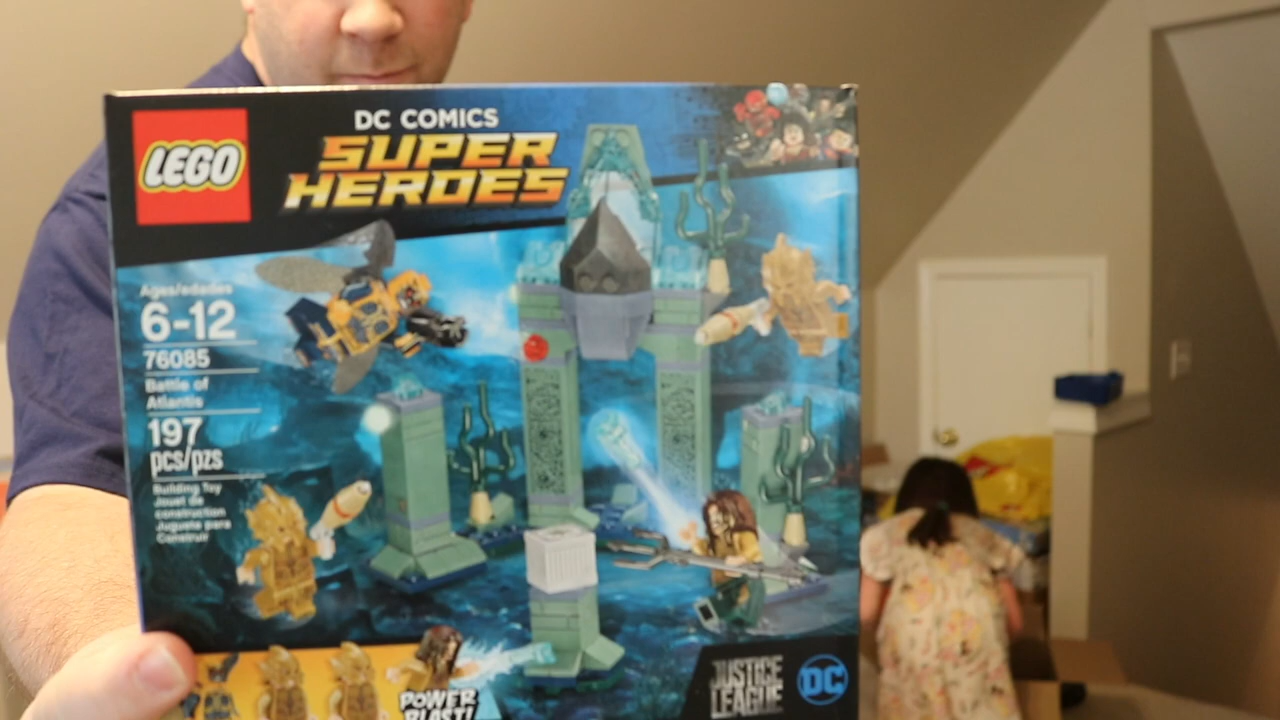 LEGO
DC COMICS
SUPER
HEROES
Ages/edades
6-12
76085
Battle of
Atlantis
197
pcs/pzs
Building Toy
Jouet de
construction
Juguete para
Construir
POWER
BLAST!
JUSTICE
LEAGUE
DC